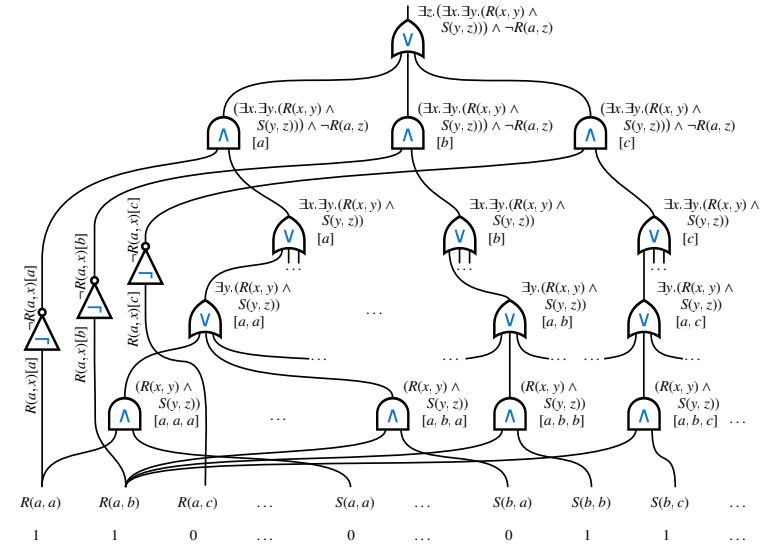 ∃z.(∃x.∃y.(R(x, y) ∧
S(y, z))) ∧ ¬R(a, z)
∨
(∃x.∃y.(R(x, y) ∧
S(y, z))) ∧ ¬R(a, z)
[a]
∧
(∃x.∃y.(R(x, y) ∧
S(y, z))) ∧ ¬R(a, z)
[b]
∧
(∃x.∃y.(R(x, y) ∧
S(y, z))) ∧ ¬R(a, z)
[c]
∧
∃x.∃y.(R(x, y) ∧
S(y, z))
[a]
∨
...
∃x.∃y.(R(x, y) ∧
S(y, z))
[b]
∨
...
∃x.∃y.(R(x, y) ∧
S(y, z))
[c]
∨
...
¬R(a, x)[a]
¬
R(a, x)[a]
¬R(a, x)[b]
¬
R(a, x)[b]
¬R(a, x)[c]
¬
R(a, x)[c]
∃y.(R(x, y) ∧
S(y, z))
[a, a]
∨
...
...
∃y.(R(x, y) ∧
S(y, z))
[a, b]
∨
...
...
∃y.(R(x, y) ∧
S(y, z))
[a, c]
∨
...
...
(R(x, y) ∧
S(y, z))
[a, a, a]
∧
...
(R(x, y) ∧
S(y, z))
[a, b, a]
∧
(R(x, y) ∧
S(y, z))
[a, b, b]
∧
(R(x, y) ∧
S(y, z))
[a, b, c]
∧
...
R(a, a) R(a, b) R(a, c) ... S(a, a) ... S(b, a) S(b, b) S(b, c) ...
1 1 0 ... 0 ... 0 1 1 ...